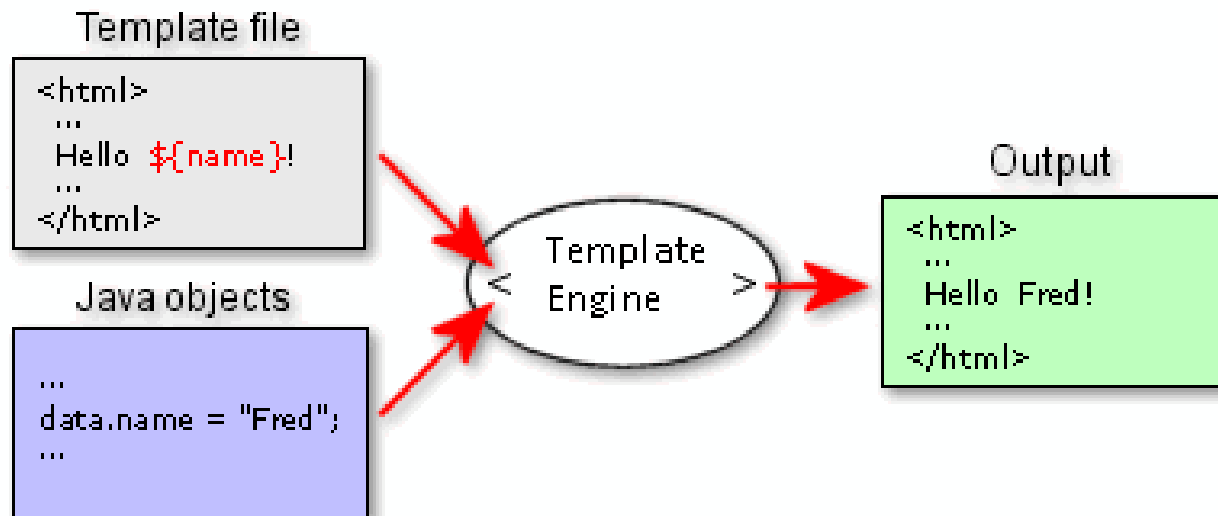 Template file
<html>
...
Hello ${name}!
...
</html>
Java objects
...
data.name = "Fred";
...
< Template
Engine >
Output
<html>
...
Hello Fred!
...
</html>